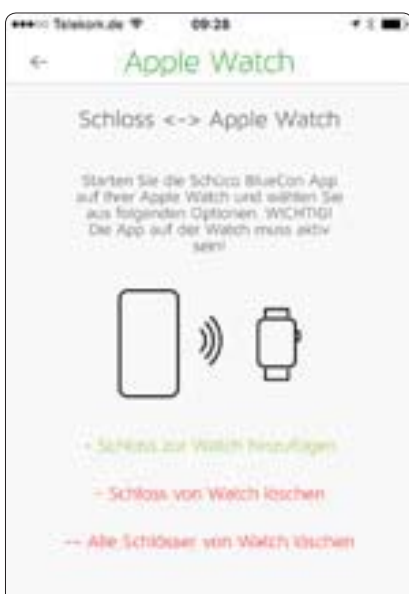 Telekom.de 09:28
Apple Watch
Schloss <-> Apple Watch
Starten Sie die Schüco BlueCon App
auf Ihrer Apple Watch und wählen Sie
aus folgenden Optionen. WICHTIG!
Die App auf der Watch muss aktiv
sein!
+ Schloss zur Watch hinzufügen
- Schloss von Watch löschen
-- Alle Schlösser von Watch löschen